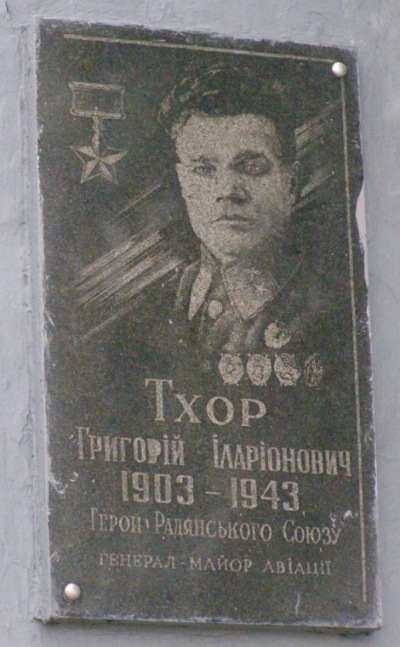 Тхор
Григорій Іларіонович
1903 - 1943
Герой Радянського Союзу
генерал-майор авіації